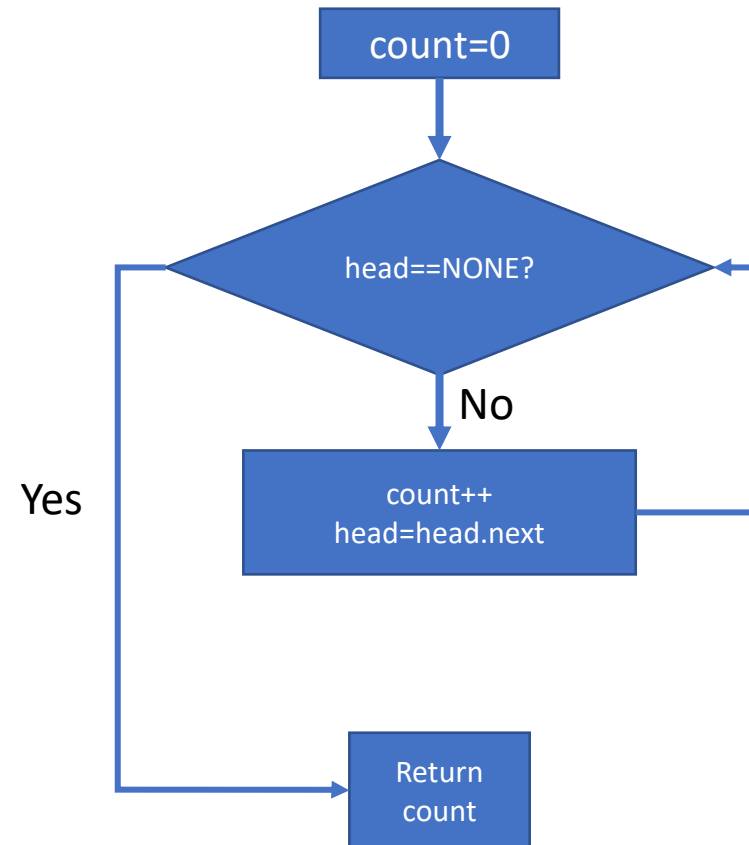 count=0
head==NONE?
No
count++
head=head.next
Yes
Return
count